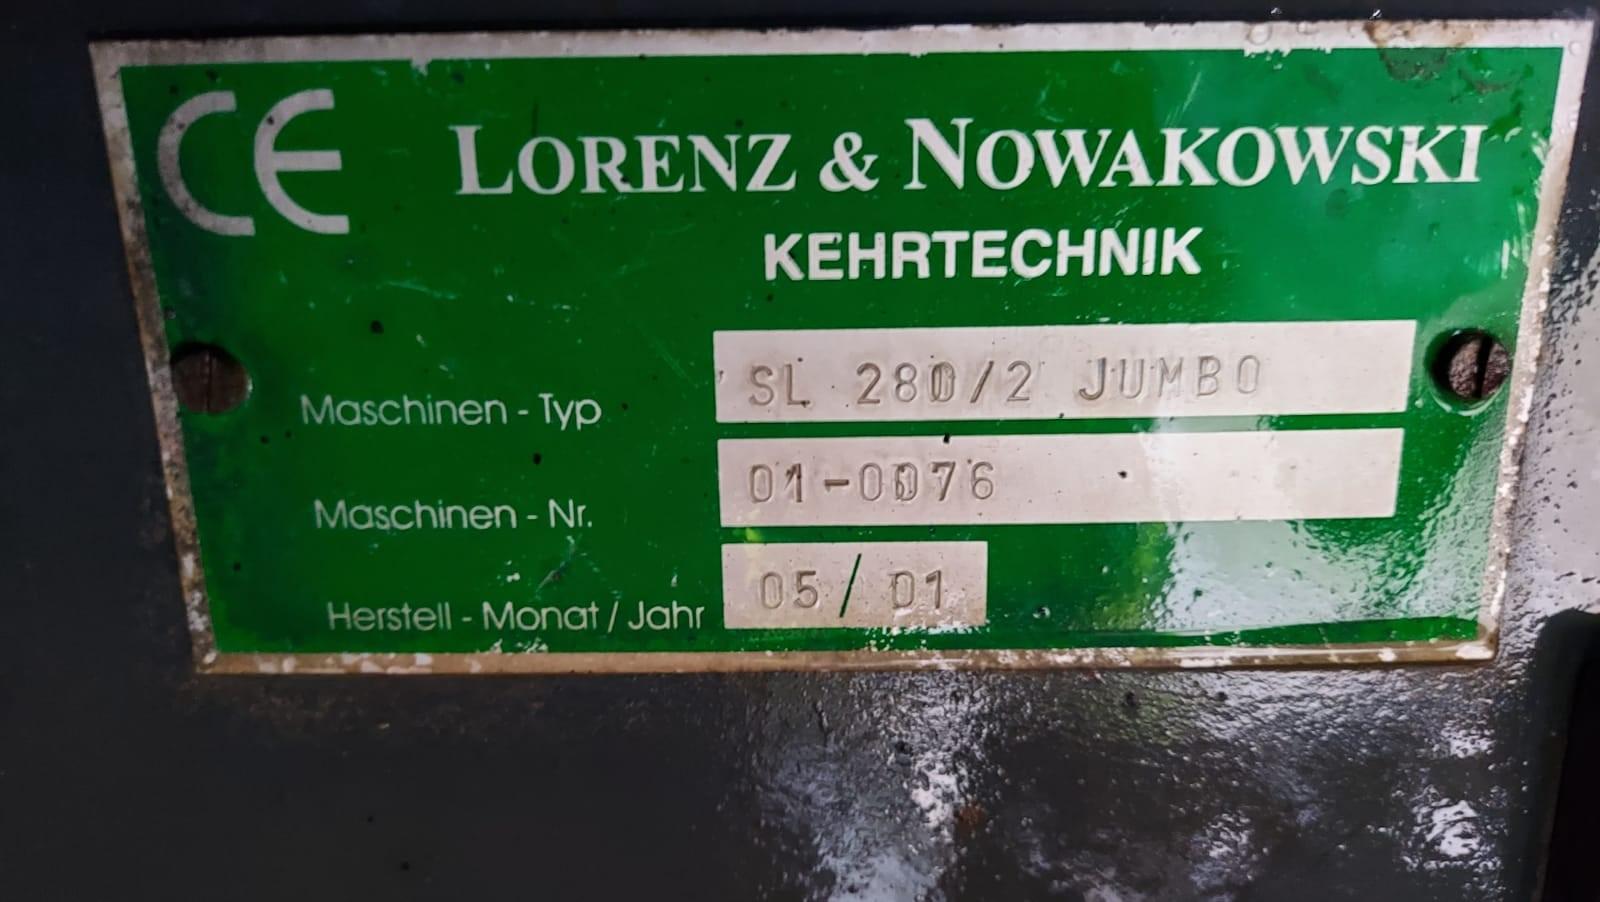 CE
LORENZ & NOWAKOWSKI
KEHRTECHNIK
Maschinen - Typ SL 280/2 JUMBO
Maschinen - Nr. 01-0076
Herstell - Monat / Jahr 05 / 01